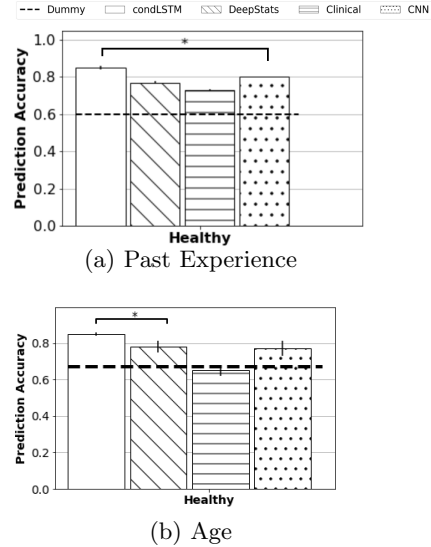 Dummy condLSTM DeepStats Clinical CNN
*
1.0
0.8
0.6
0.4
0.2
0.0
Prediction Accuracy
Healthy
(a) Past Experience
*
0.8
0.6
0.4
0.2
0.0
Prediction Accuracy
Healthy
(b) Age